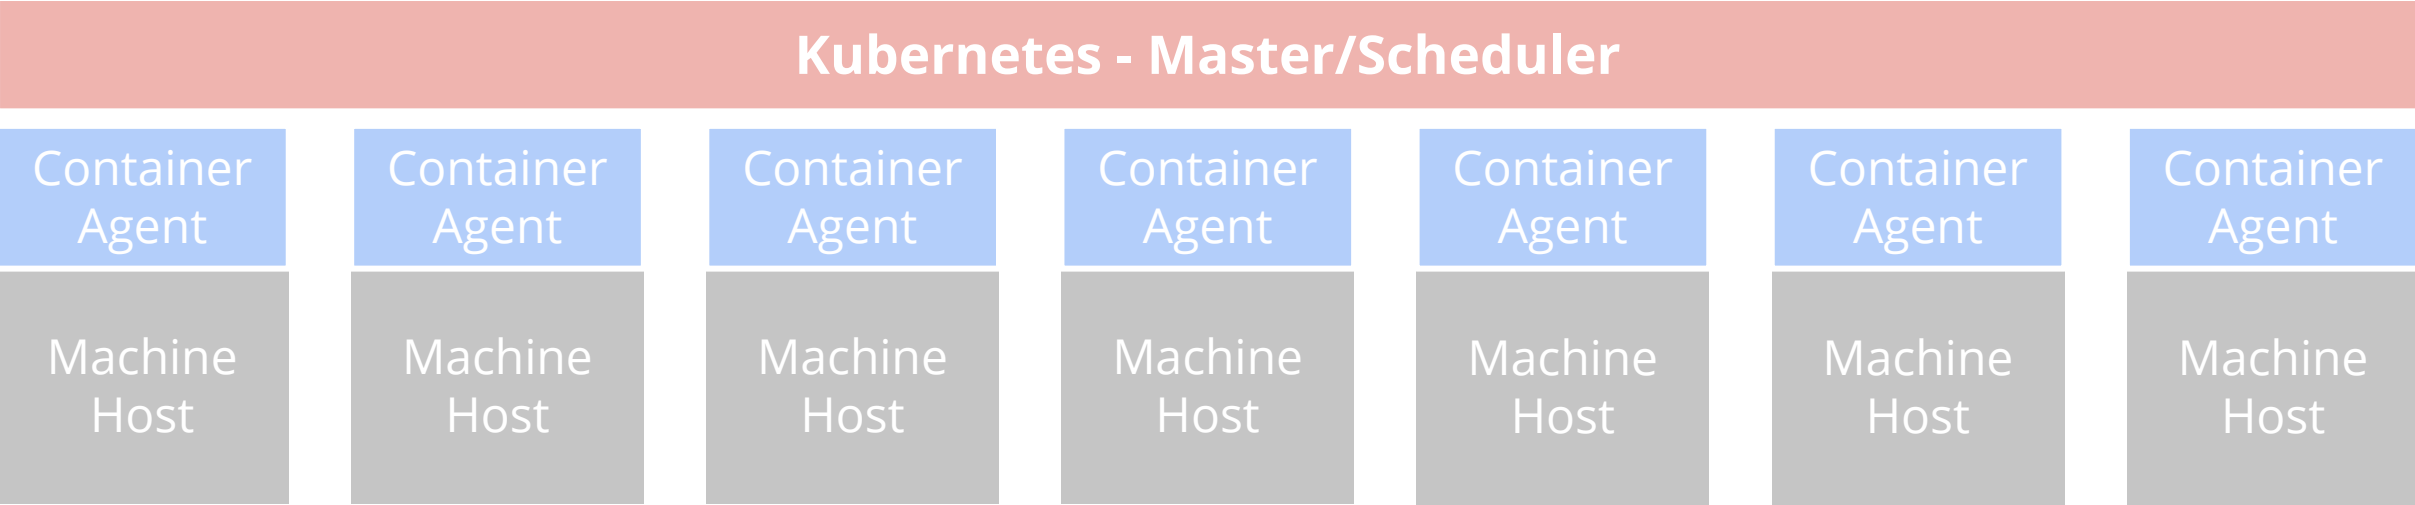 Kubernetes - Master/Scheduler
Container
Agent
Container
Agent
Container
Agent
Container
Agent
Container
Agent
Container
Agent
Container
Agent
Machine
Host
Machine
Host
Machine
Host
Machine
Host
Machine
Host
Machine
Host
Machine
Host